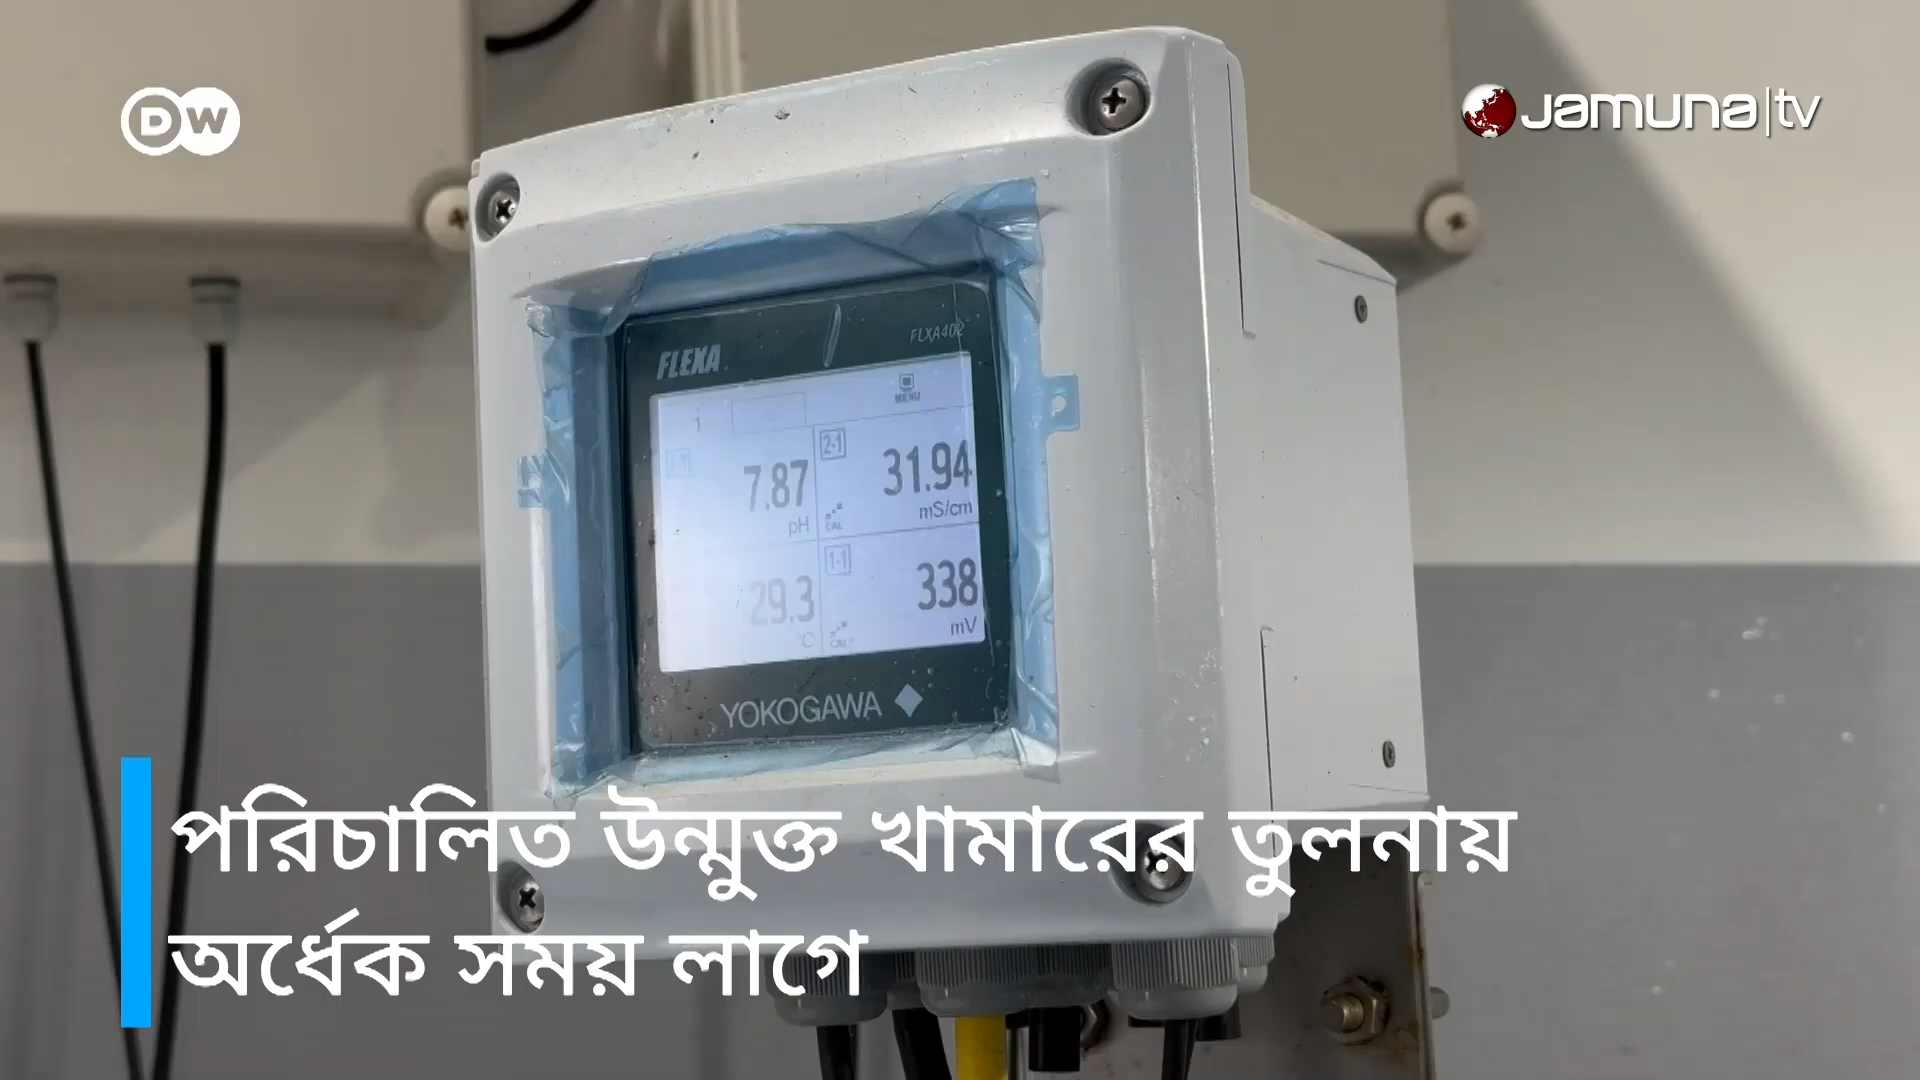 DW
Jamuna|tv
FLEXA
FLXA402
MENU
1
7.87
pH
2-1
31.94
mS/cm
CAL
29.3
°C
1-1
338
mV
YOKOGAWA
পরিচালিত উন্মুক্ত খামারের তুলনায়
অর্ধেক সময় লাগে